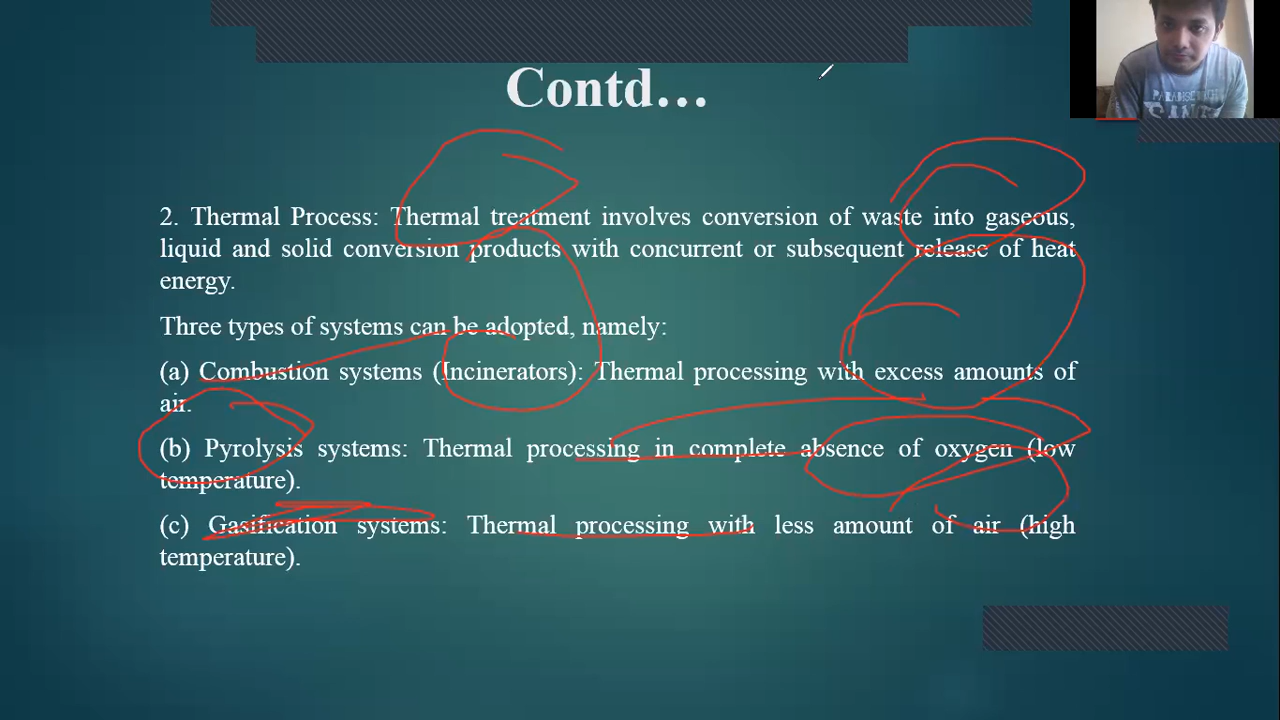 Contd...
2. Thermal Process: Thermal treatment involves conversion of waste into gaseous,
liquid and solid conversion products with concurrent or subsequent release of heat
energy.
Three types of systems can be adopted, namely:
(a) Combustion systems (Incinerators): Thermal processing with excess amounts of
air.
(b) Pyrolysis systems: Thermal processing in complete absence of oxygen (low
temperature).
(c) Gasification systems: Thermal processing with less amount of air (high
temperature).